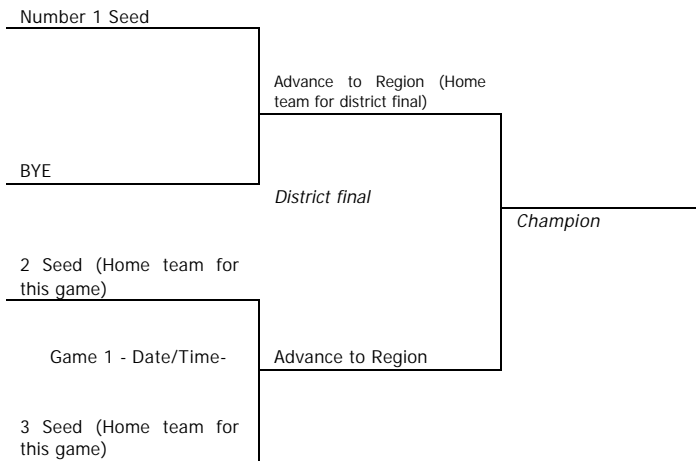 Number 1 Seed
Advance to Region (Home
team for district final)
BYE
District final
Champion
2 Seed (Home team for
this game)
Game 1 - Date/Time-
Advance to Region
3 Seed (Home team for
this game)